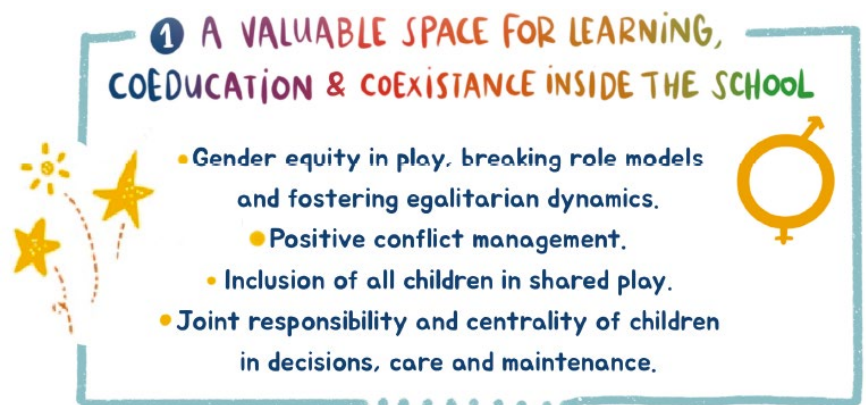 1 A VALUABLE SPACE FOR LEARNING,
COEDUCATION & COEXISTANCE INSIDE THE SCHOOL
• Gender equity in play, breaking role models
and fostering egalitarian dynamics.
• Positive conflict management.
• Inclusion of all children in shared play.
• Joint responsibility and centrality of children
in decisions, care and maintenance.